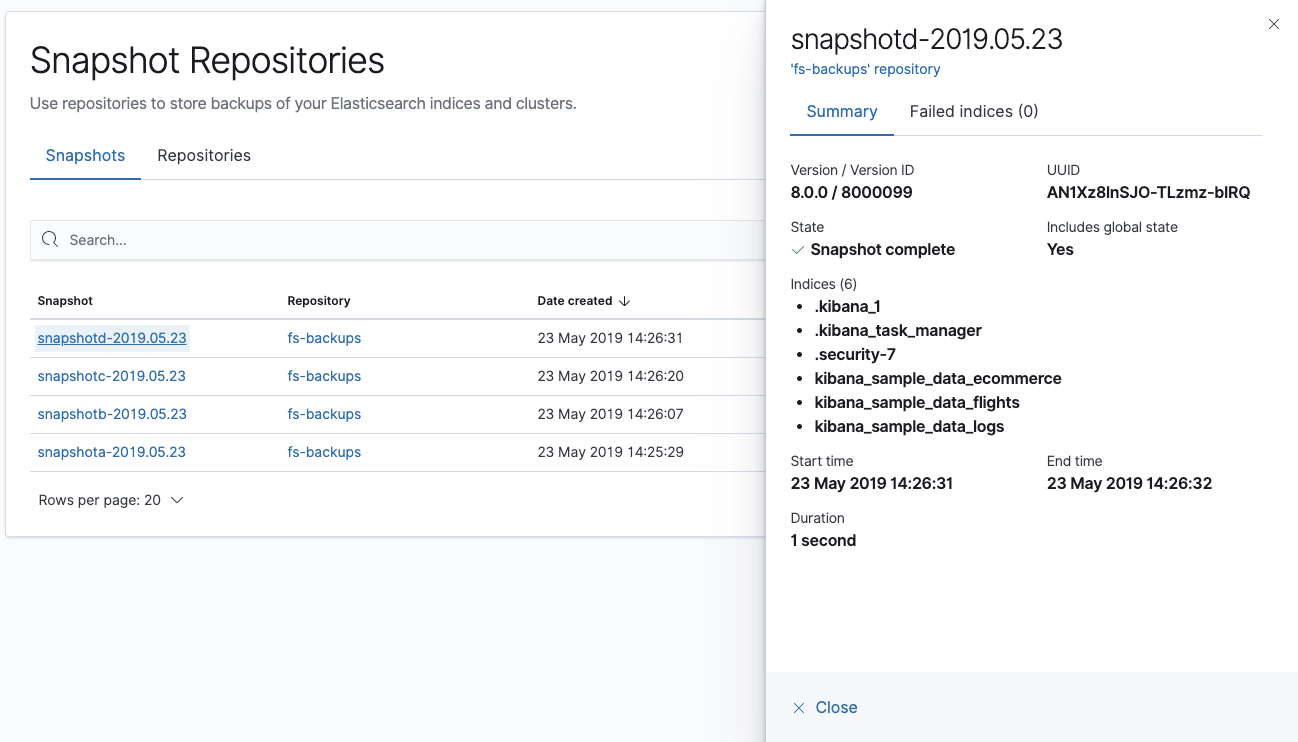 Snapshot Repositories
Use repositories to store backups of your Elasticsearch indices and clusters.
Snapshots
Repositories
Search...
Snapshot
Repository
Date created
snapshotd-2019.05.23
fs-backups
23 May 2019 14:26:31
snapshotc-2019.05.23
fs-backups
23 May 2019 14:26:20
snapshotb-2019.05.23
fs-backups
23 May 2019 14:26:07
snapshota-2019.05.23
fs-backups
23 May 2019 14:25:29
Rows per page: 20
snapshotd-2019.05.23
'fs-backups' repository
Summary
Failed indices (0)
Version / Version ID
8.0.0 / 8000099
UUID
AN1Xz8lnSJO-TLzmz-blRQ
State
Snapshot complete
Includes global state
Yes
Indices (6)
• .kibana_1
• .kibana_task_manager
• .security-7
• kibana_sample_data_ecommerce
• kibana_sample_data_flights
• kibana_sample_data_logs
Start time
23 May 2019 14:26:31
End time
23 May 2019 14:26:32
Duration
1 second
Close